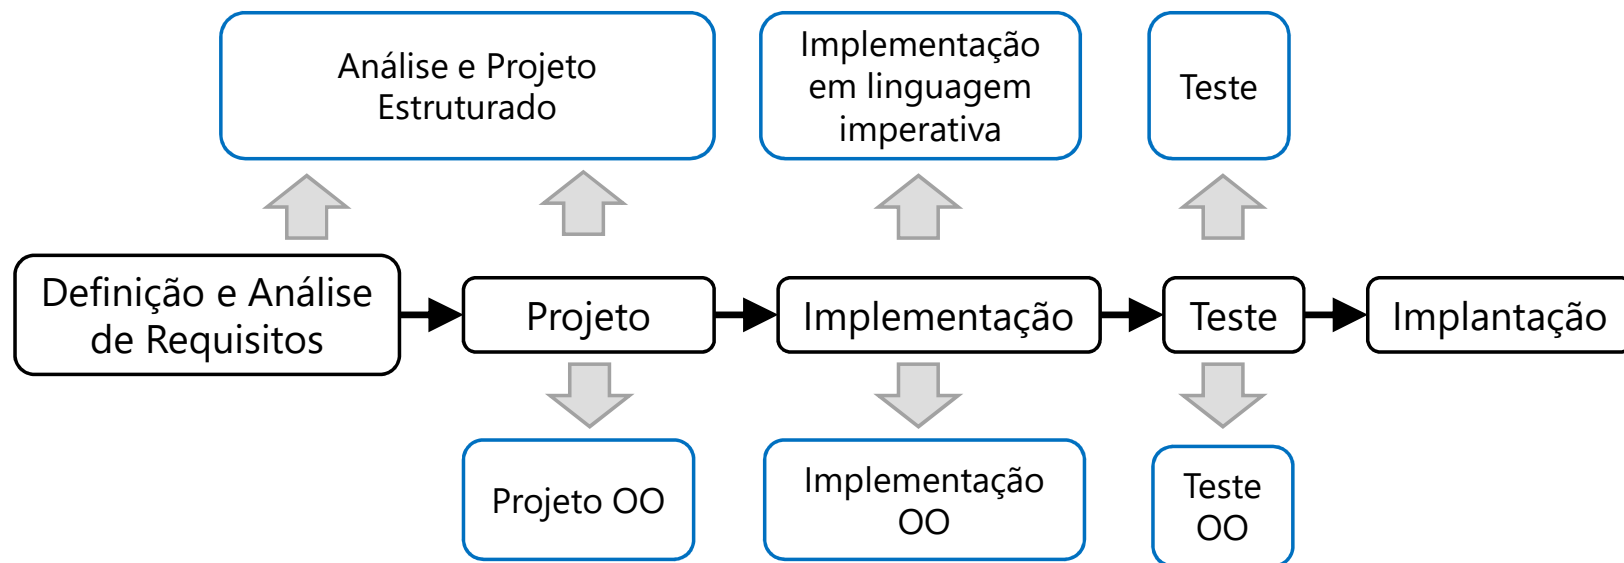 Análise e Projeto
Estruturado
Implementação
em linguagem
imperativa
Teste
Definição e Análise
de Requisitos
Projeto
Implementação
Teste
Implantação
Projeto OO
Implementação
OO
Teste
OO